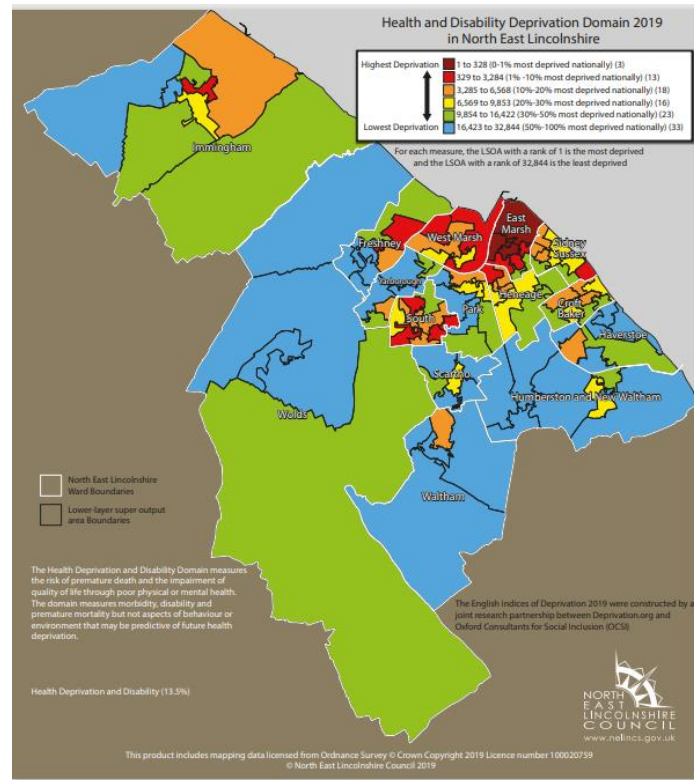 Health and Disability Deprivation Domain 2019
in North East Lincolnshire
Highest Deprivation
1 to 328 (0-1% most deprived nationally) (3)
329 to 3,284 (1% -10% most deprived nationally) (13)
3,285 to 6,568 (10%-20% most deprived nationally) (18)
6,569 to 9,853 (20%-30% most deprived nationally) (16)
9,854 to 16,422 (30%-50% most deprived nationally) (23)
Lowest Deprivation
16,423 to 32,844 (50%-100% most deprived nationally) (33)
For each measure, the LSOA with a rank of 1 is the most deprived
and the LSOA with a rank of 32,844 is the least deprived
Immingham
East
Marsh
West Marsh
Freshney
Sidney
Sussex
Yarborough
Heneage
Park
South
Croft
Baker
Haverstoe
Scartho
Humberston and New Waltham
Wolds
Waltham
North East Lincolnshire
Ward Boundaries
Lower-layer super output
area Boundaries
The Health Deprivation and Disability Domain measures
the risk of premature death and the impairment of
quality of life through poor physical or mental health.
The domain measures morbidity, disability and
premature mortality but not aspects of behaviour or
environment that may be predictive of future health
deprivation.
The English Indices of Deprivation 2019 were constructed by a
joint research partnership between Deprivation.org and
Oxford Consultants for Social Inclusion (OCSI)
Health Deprivation and Disability (13.5%)
NORTH
EAST
LINCOLNSHIRE
COUNCIL
www.nelincs.gov.uk
This product includes mapping data licensed from Ordnance Survey © Crown Copyright 2019 Licence number 100020759
© North East Lincolnshire Council 2019